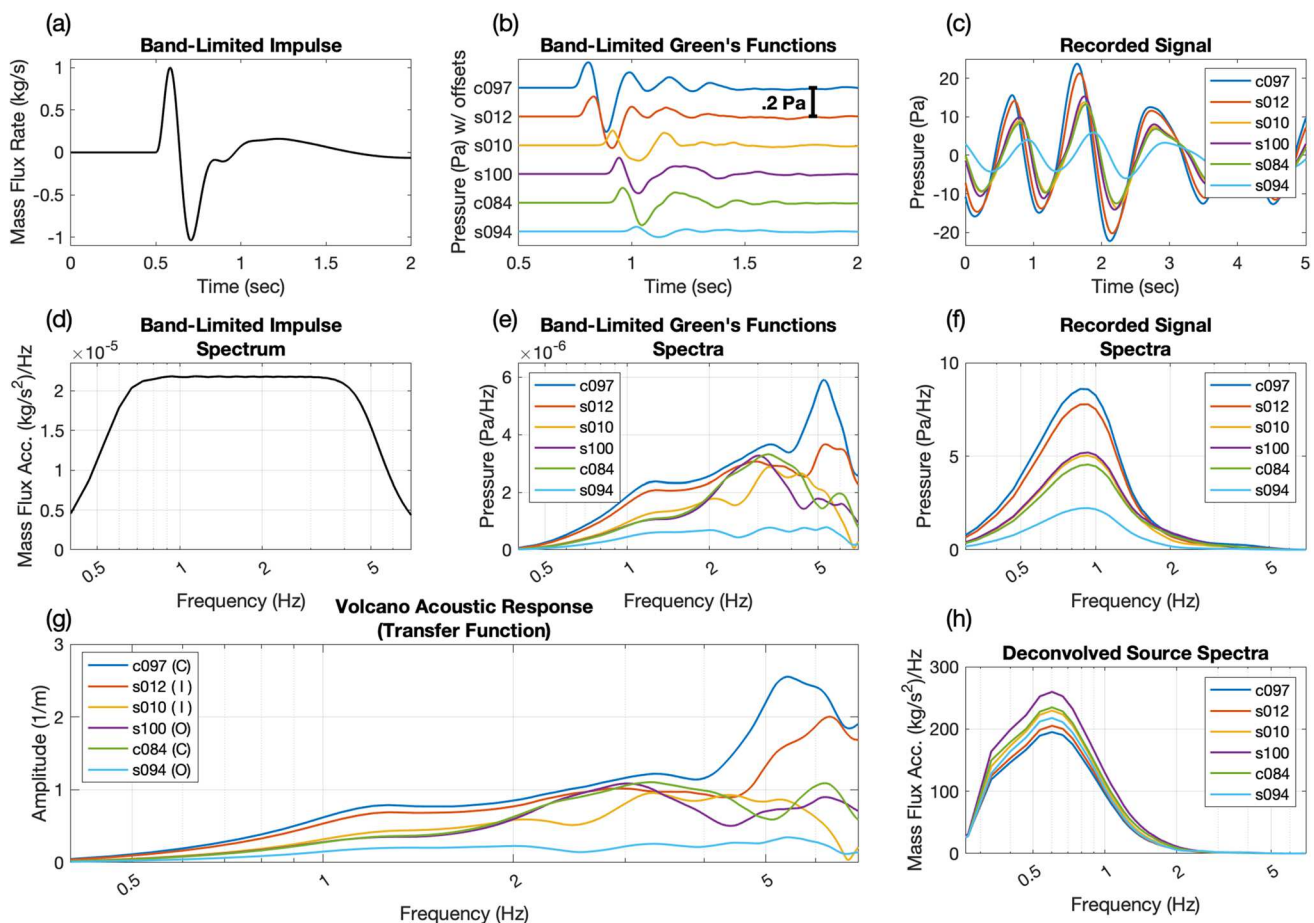 (a)
Band-Limited Impulse
Mass Flux Rate (kg/s)
1
0.5
0
-0.5
-1
0 0.5 1 1.5 2
Time (sec)
(b)
Band-Limited Green's Functions
Pressure (Pa) w/ offsets
c097
s012
s010
s100
c084
s094
.2 Pa
0.5 1 1.5 2
Time (sec)
(c)
Recorded Signal
Pressure (Pa)
20
10
0
-10
-20
0 1 2 3 4 5
Time (sec)
c097
s012
s010
s100
s084
s094
(d)
Band-Limited Impulse
Spectrum
×10⁻⁵
Mass Flux Acc. (kg/s²)/Hz
2
1.5
1
0.5
0
0.5 1 2 5
Frequency (Hz)
(e)
Band-Limited Green's Functions
Spectra
×10⁻⁶
Pressure (Pa/Hz)
6
4
2
0
0.5 1 2 5
Frequency (Hz)
c097
s012
s010
s100
c084
s094
(f)
Recorded Signal
Spectra
Pressure (Pa/Hz)
10
5
0
0.5 1 2 5
Frequency (Hz)
c097
s012
s010
s100
c084
s094
(g)
Volcano Acoustic Response
(Transfer Function)
Amplitude (1/m)
3
2
1
0
0.5 1 2 5
Frequency (Hz)
c097 (C)
s012 ( I )
s010 ( I )
s100 (O)
c084 (C)
s094 (O)
(h)
Deconvolved Source Spectra
Mass Flux Acc. (kg/s²)/Hz
300
200
100
0
0.5 1 2 5
Frequency (Hz)
c097
s012
s010
s100
c084
s094